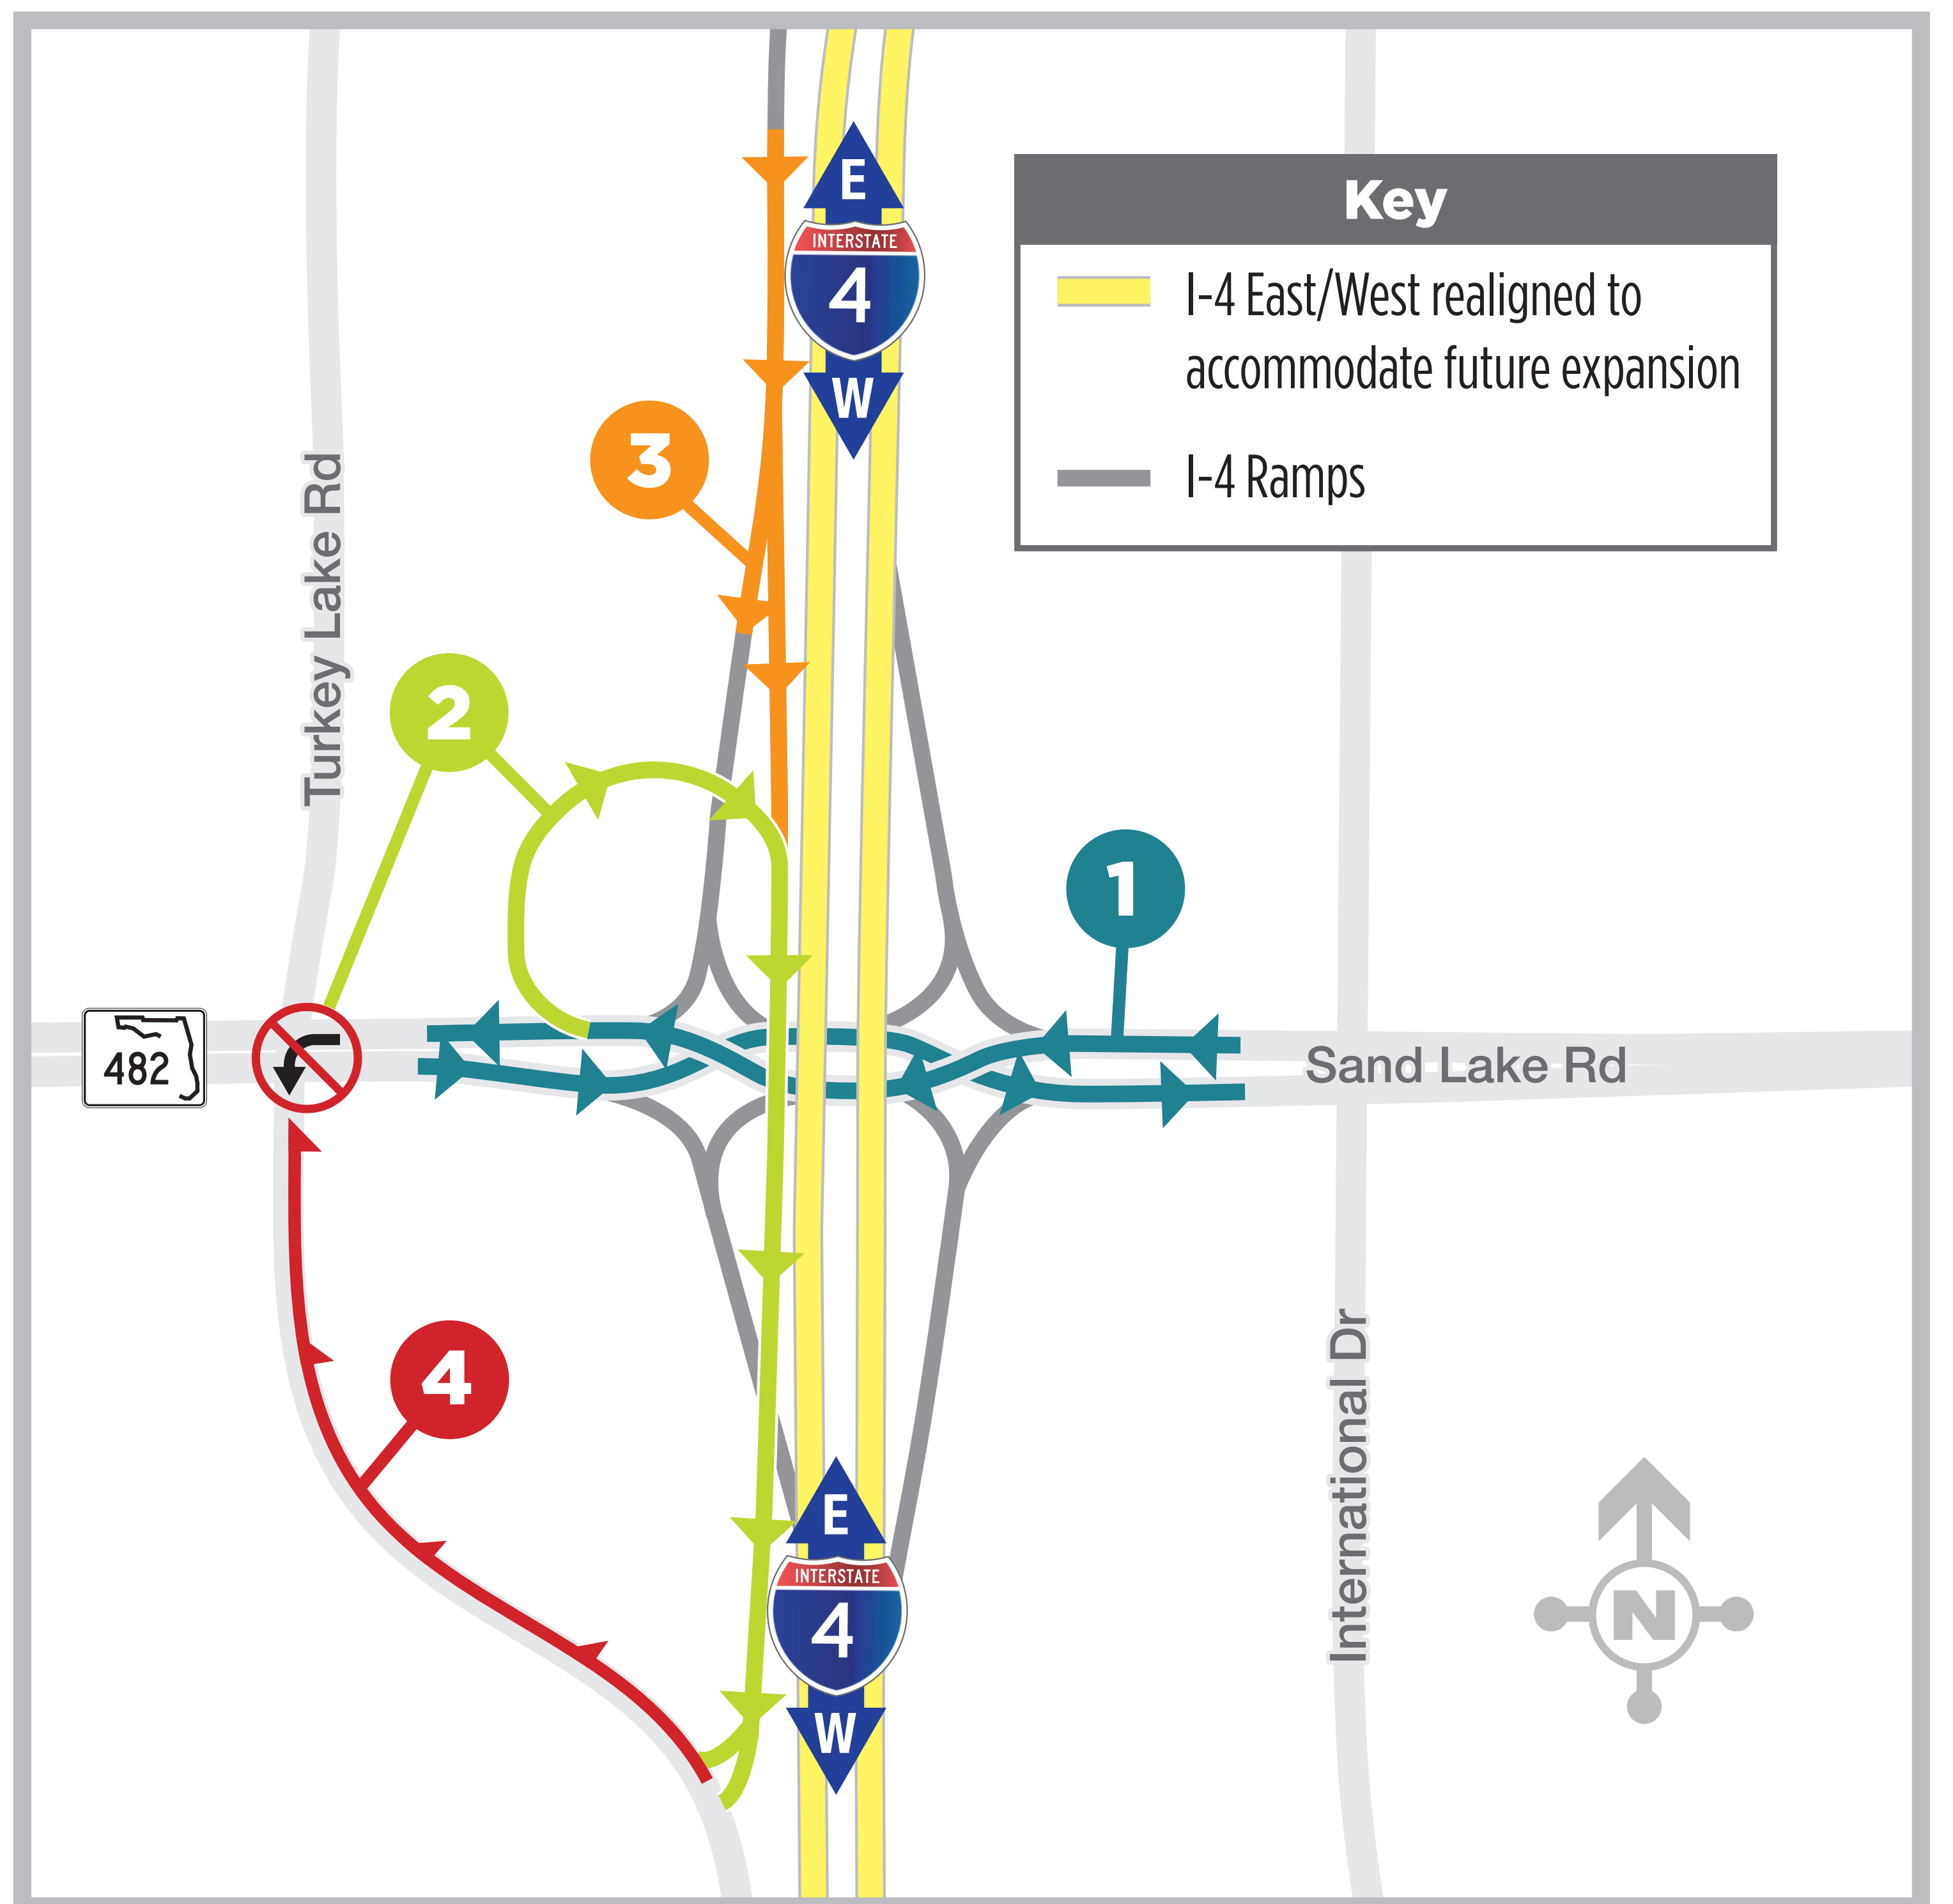 E
INTERSTATE
4
W
Key
I-4 East/West realigned to
accommodate future expansion
I-4 Ramps
3
Turkey Lake Rd
2
1
482
Sand Lake Rd
4
International Dr
E
INTERSTATE
4
W
N